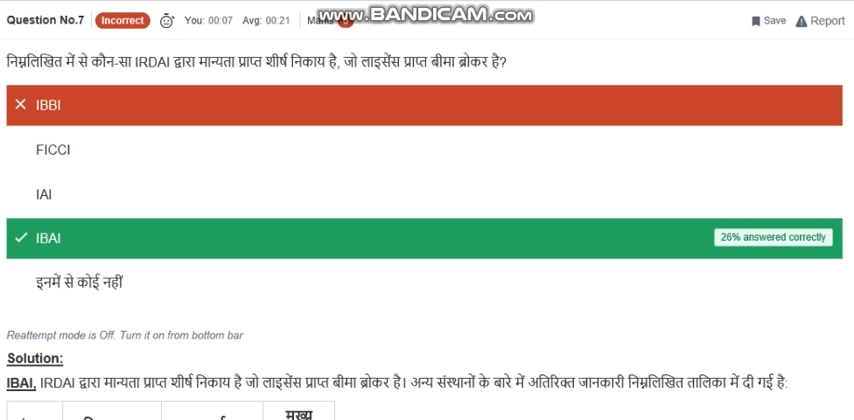 Question No.7 Incorrect You: 00:07 Avg: 00:21 Marks www.BANDICAM.com Save Report
निम्नलिखित में से कौन-सा IRDAI द्वारा मान्यता प्राप्त शीर्ष निकाय है, जो लाइसेंस प्राप्त बीमा ब्रोकर है?
IBBI
FICCI
IAI
IBAI 26% answered correctly
इनमें से कोई नहीं
Reattempt mode is Off. Turn it on from bottom bar
Solution:
IBAI, IRDAI द्वारा मान्यता प्राप्त शीर्ष निकाय है जो लाइसेंस प्राप्त बीमा ब्रोकर है। अन्य संस्थानों के बारे में अतिरिक्त जानकारी निम्नलिखित तालिका में दी गई है:
मुख्य